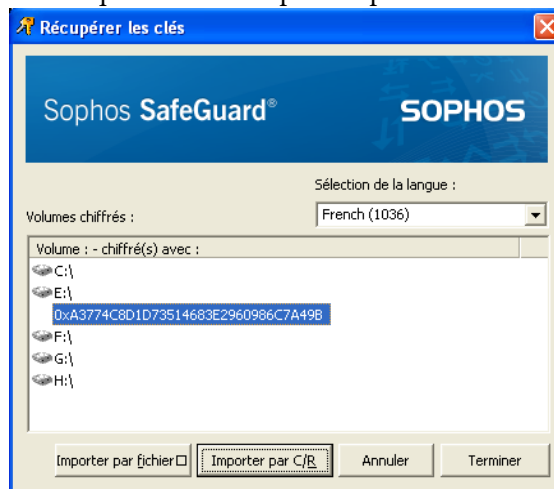 Récupérer les clés
Sophos SafeGuard®
SOPHOS
Sélection de la langue :
Volumes chiffrés :
French (1036)
Volume : - chiffré(s) avec :
C:\
E:\
0xA3774C8D1D73514683E2960986C7A49B
F:\
G:\
H:\
Importer par fichier
Importer par C/R
Annuler
Terminer